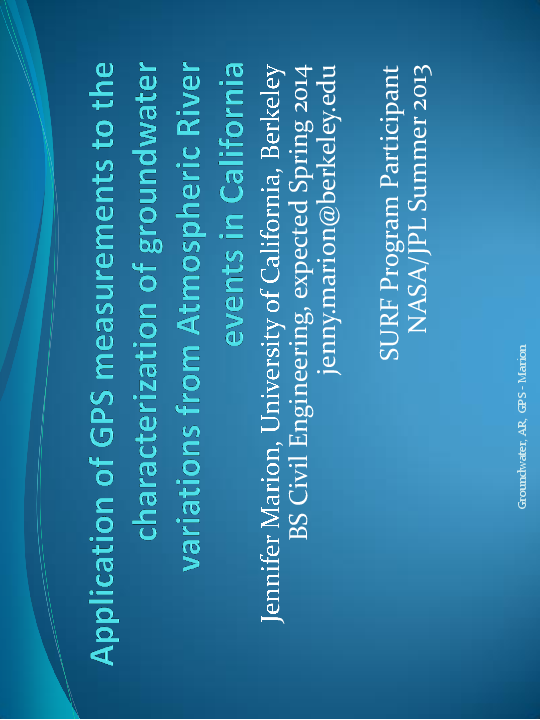 Application of GPS measurements to the
characterization of groundwater
variations from Atmospheric River
events in California
Jennifer Marion, University of California, Berkeley
BS Civil Engineering, expected Spring 2014
jenny.marion@berkeley.edu
SURF Program Participant
NASA/JPL Summer 2013
Groundwater, AR, GPS - Marion